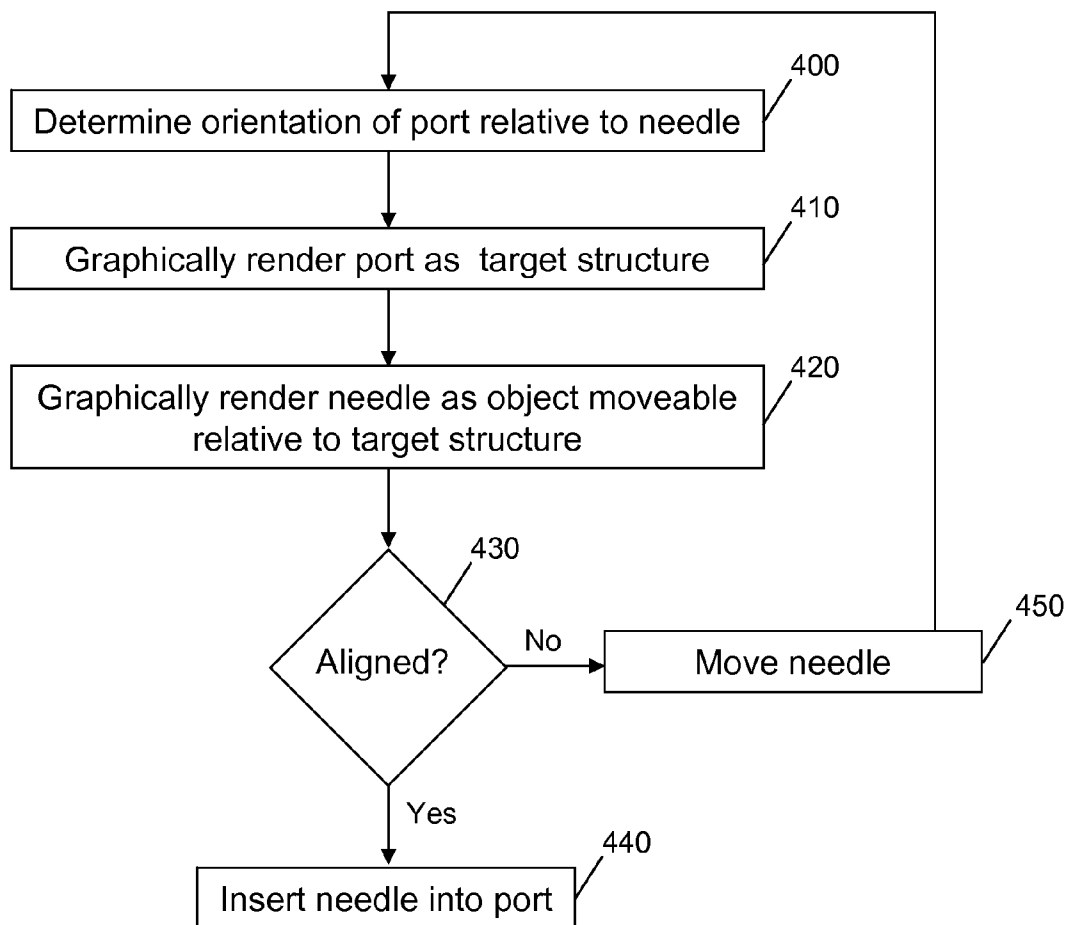 400
Determine orientation of port relative to needle
410
Graphically render port as target structure
420
Graphically render needle as object moveable
relative to target structure
430
Aligned?
No
450
Move needle
Yes
440
Insert needle into port